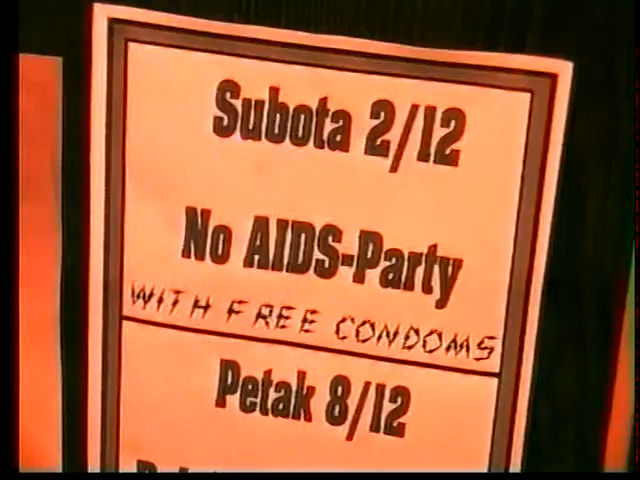 Subota 2/12
No AIDS-Party
WITH FREE CONDOMS
Petak 8/12